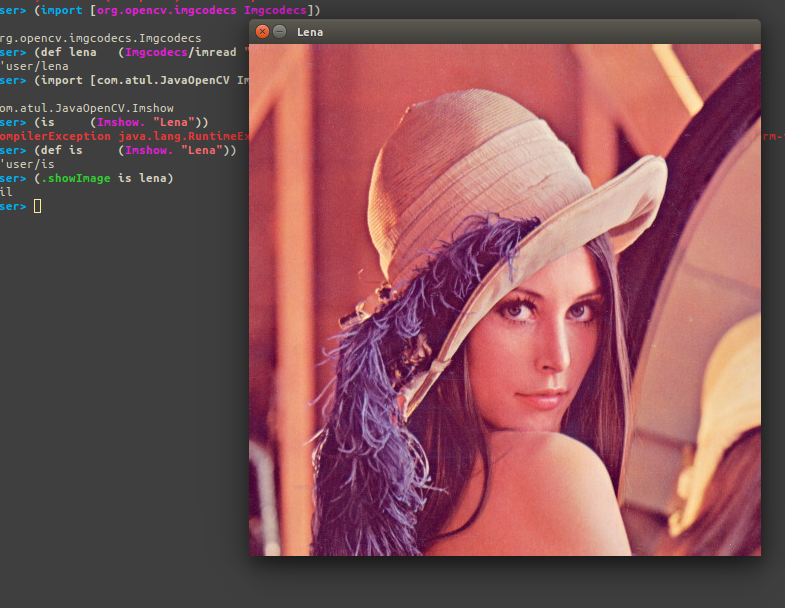 ser> (import [org.opencv.imgcodecs Imgcodecs])
rg.opencv.imgcodecs.Imgcodecs
ser> (def lena (Imgcodecs/imread "
'user/lena
ser> (import [com.atul.JavaOpenCV Im
om.atul.JavaOpenCV.Imshow
ser> (is (Imshow. "Lena"))
ompilerException java.lang.RuntimeEx rm-
ser> (def is (Imshow. "Lena"))
'user/is
ser> (.showImage is lena)
il
ser>
Lena